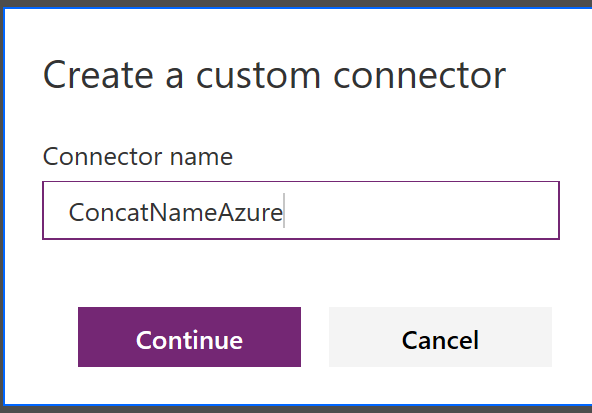 Create a custom connector
Connector name
ConcatNameAzure
Continue
Cancel